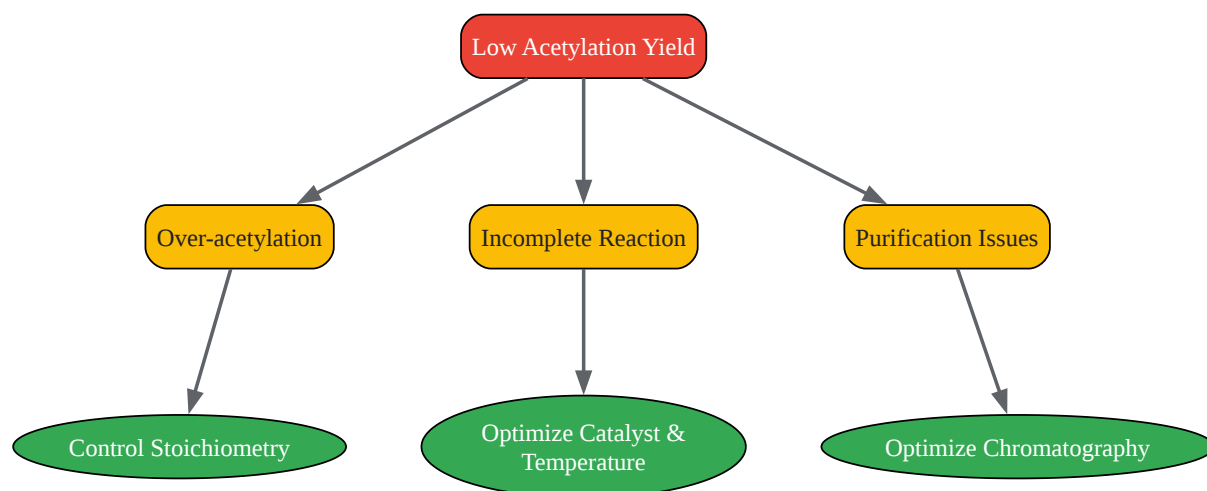 Low Acetylation Yield
Over-acetylation
Incomplete Reaction
Purification Issues
Control Stoichiometry
Optimize Catalyst &
Temperature
Optimize Chromatography